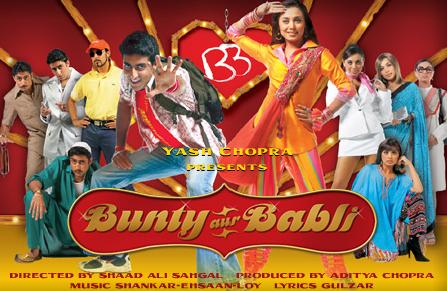 BB
YASH CHOPRA
PRESENTS
Bunty aur Babli
DIRECTED BY SHAAD ALI SAHGAL PRODUCED BY ADITYA CHOPRA
MUSIC SHANKAR-EHSAAN-LOY LYRICS GULZAR